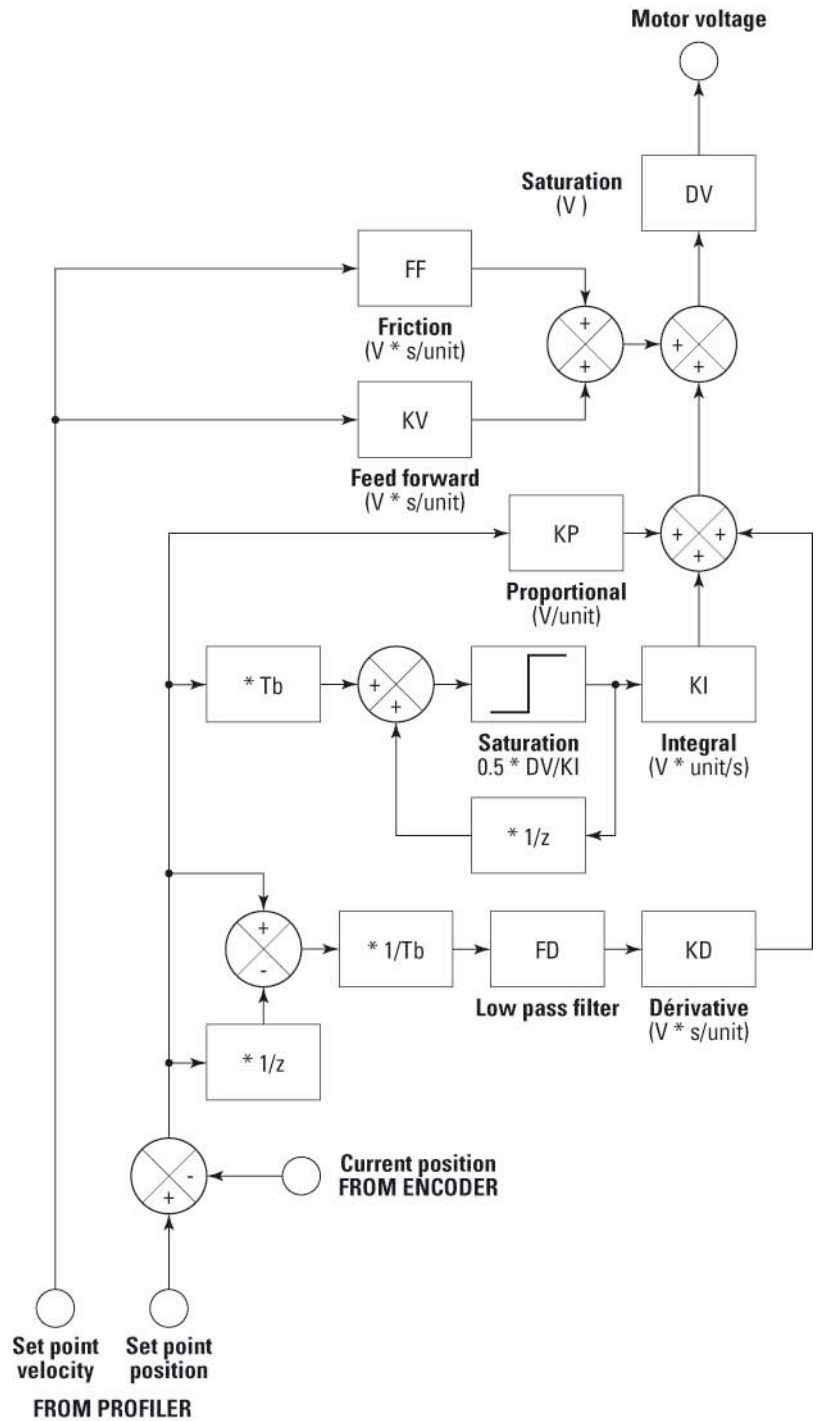 Motor voltage
Saturation
(V )
DV
FF
+
Friction
(V * s/unit)
+
+
+
KV
Feed forward
(V * s/unit)
KP
+ +
+
Proportional
(V/unit)
* Tb
+
+
KI
Saturation
0.5 * DV/KI
Integral
(V * unit/s)
* 1/z
+
-
* 1/Tb
FD
KD
Low pass filter
Dérivative
(V * s/unit)
* 1/z
-
+
Current position
FROM ENCODER
Set point
velocity
Set point
position
FROM PROFILER